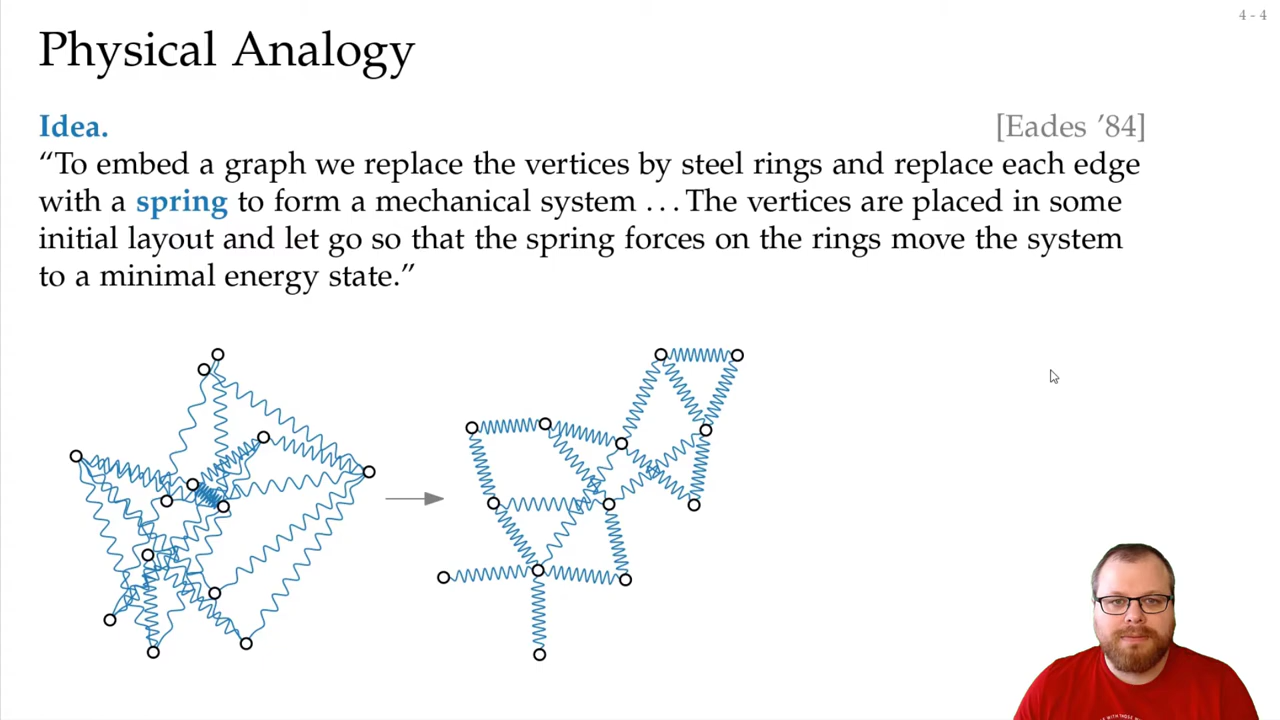 4 - 4
Physical Analogy
Idea.
[Eades ’84]
“To embed a graph we replace the vertices by steel rings and replace each edge
with a spring to form a mechanical system … The vertices are placed in some
initial layout and let go so that the spring forces on the rings move the system
to a minimal energy state.”